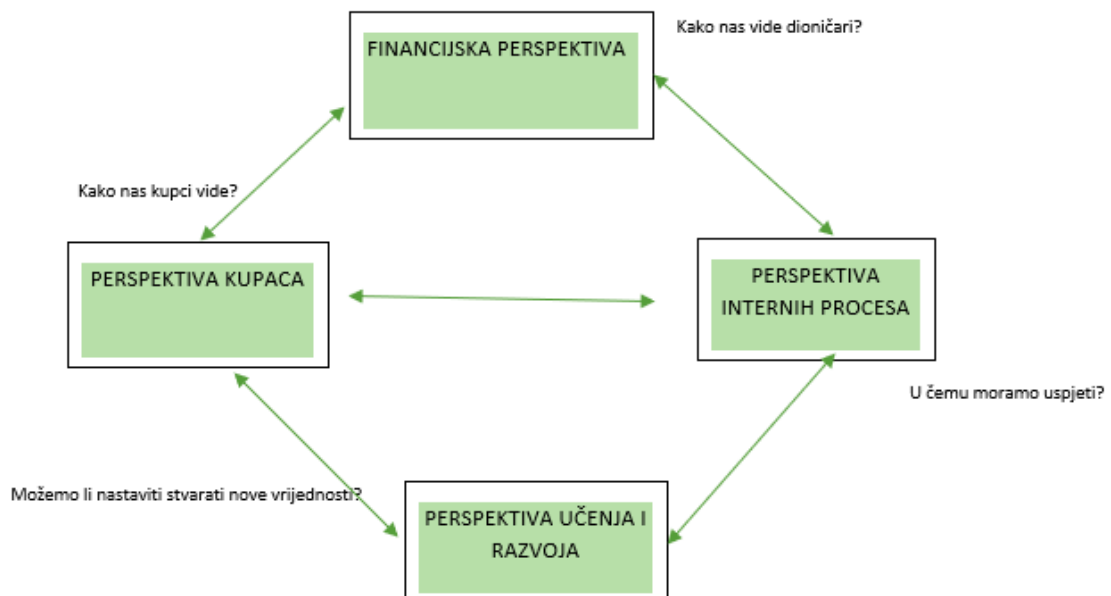 Kako nas vide dioničari?
FINANCIJSKA PERSPEKTIVA
Kako nas kupci vide?
PERSPEKTIVA KUPACA
PERSPEKTIVA
INTERNIH PROCESA
U čemu moramo uspjeti?
Možemo li nastaviti stvarati nove vrijednosti?
PERSPEKTIVA UČENJA I
RAZVOJA